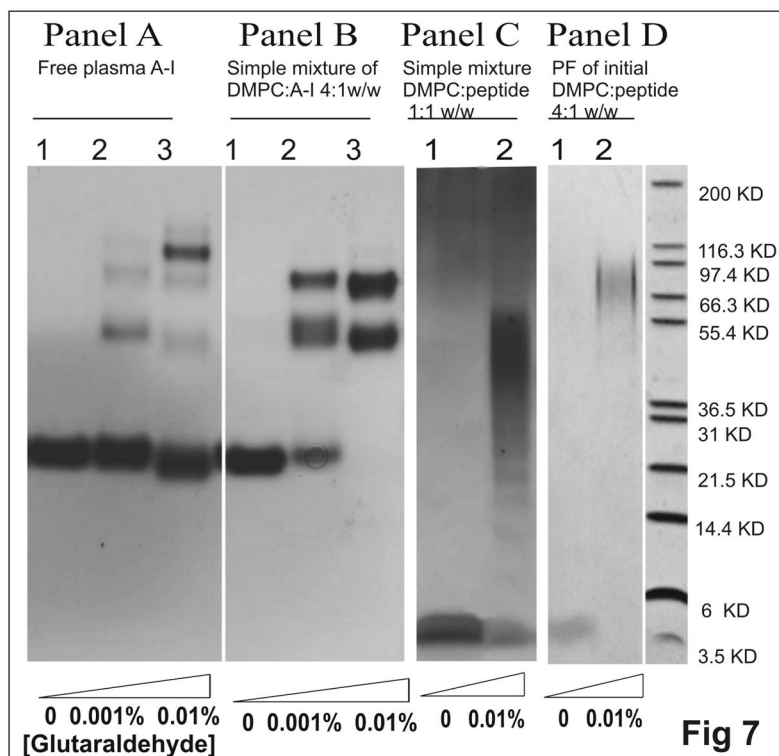 Panel A
Free plasma A-I
Panel B
Simple mixture of
DMPC:A-I 4:1w/w
Panel C
Simple mixture
DMPC:peptide
1:1 w/w
Panel D
PF of initial
DMPC:peptide
4:1 w/w
1 2 3
1 2 3
1 2
1 2
200 KD
116.3 KD
97.4 KD
66.3 KD
55.4 KD
36.5 KD
31 KD
21.5 KD
14.4 KD
6 KD
3.5 KD
0 0.001% 0.01%
[Glutaraldehyde]
0 0.001% 0.01%
0 0.01%
0 0.01%
Fig 7